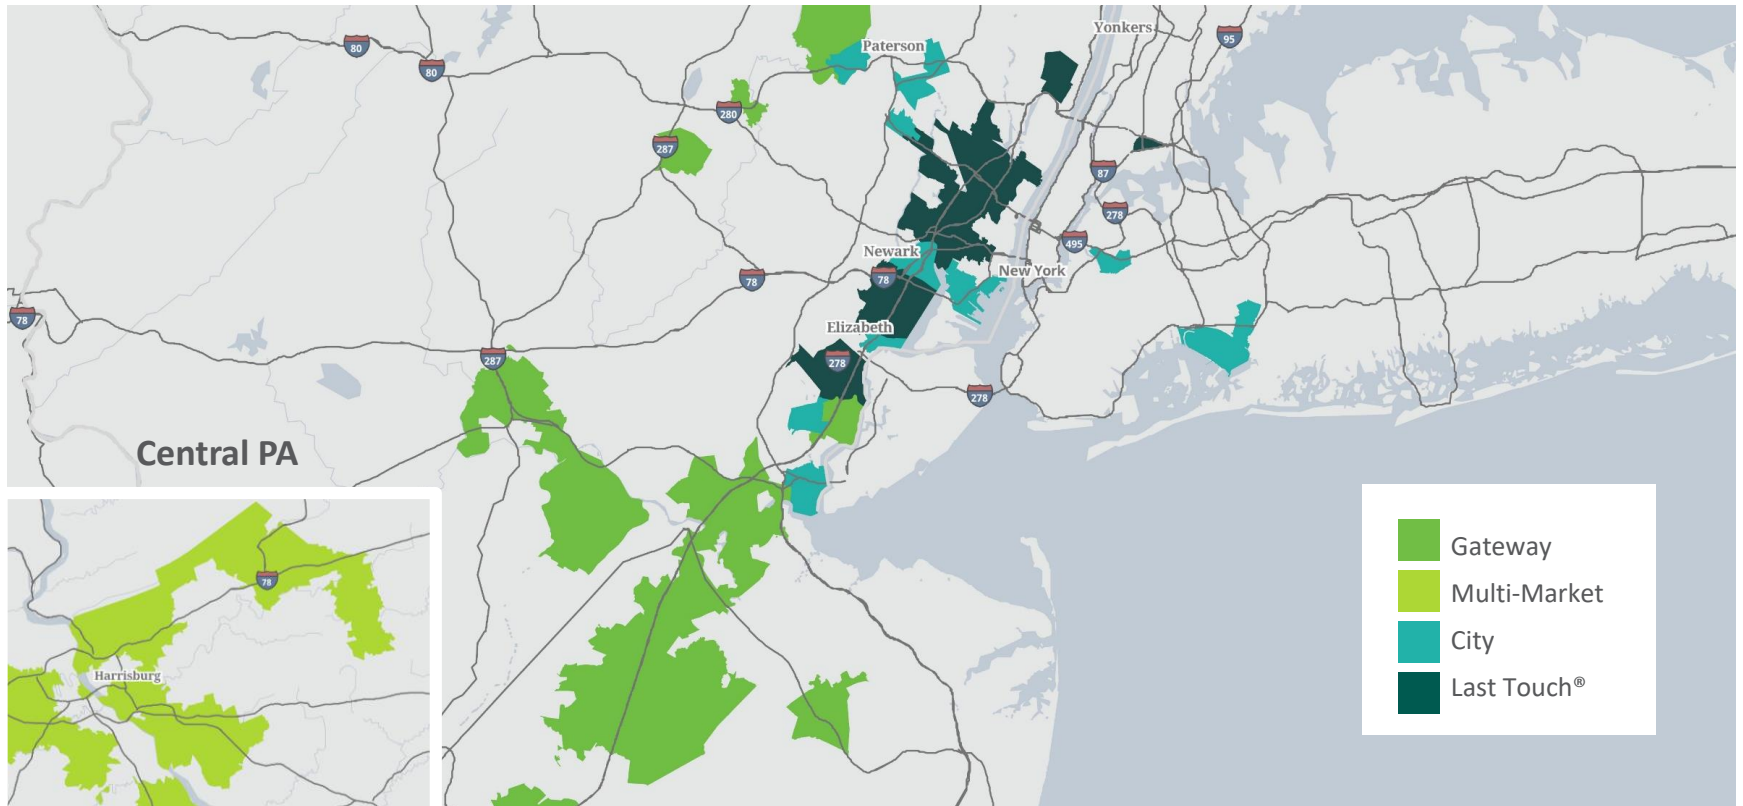 Yonkers
95
80
Paterson
80
280
287
87
278
495
Newark
New York
78
78
78
Elizabeth
287
278
278
Central PA
78
Harrisburg
Gateway
Multi-Market
City
Last Touch®